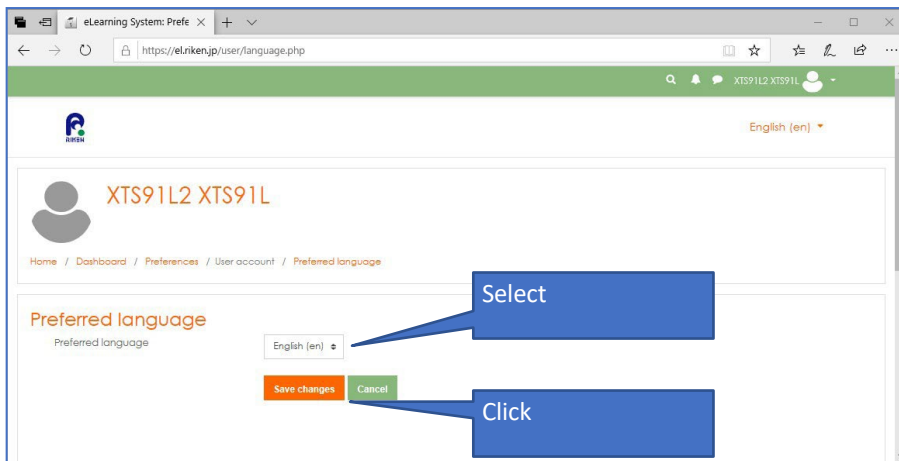 eLearning System: Prefe
https://el.riken.jp/user/language.php
XTS91L2 XTS91L
RIKEN
English (en)
XTS91L2 XTS91L
Home / Dashboard / Preferences / User account / Preferred language
Select
Preferred language
Preferred language
English (en)
Save changes
Cancel
Click